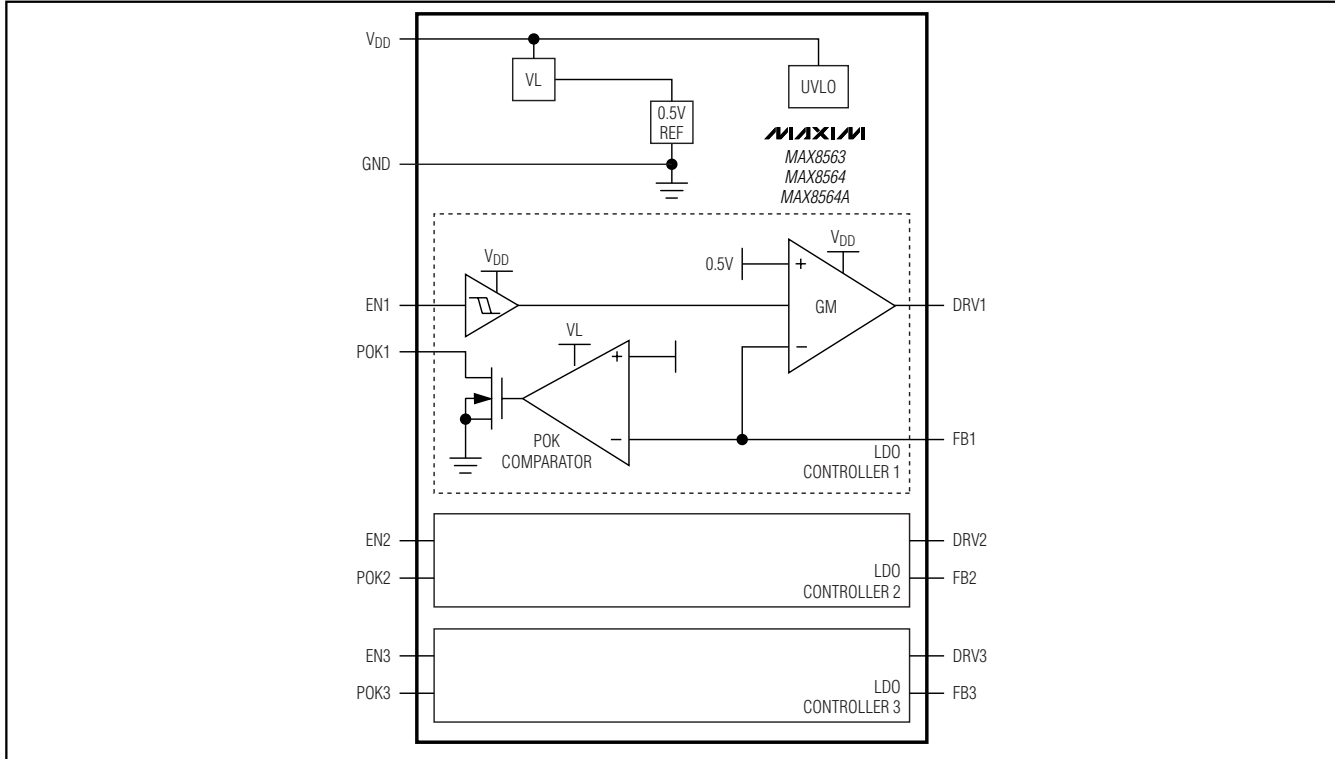 VDD
VL
UVLO
0.5V
REF
MAXIM
GND
MAX8563
MAX8564
MAX8564A
VDD
VDD
0.5V
+
EN1
GM
DRV1
VL
POK1
+
−
POK
COMPARATOR
−
FB1
LDO
CONTROLLER 1
EN2
DRV2
POK2
LDO
CONTROLLER 2
FB2
EN3
DRV3
POK3
LDO
CONTROLLER 3
FB3